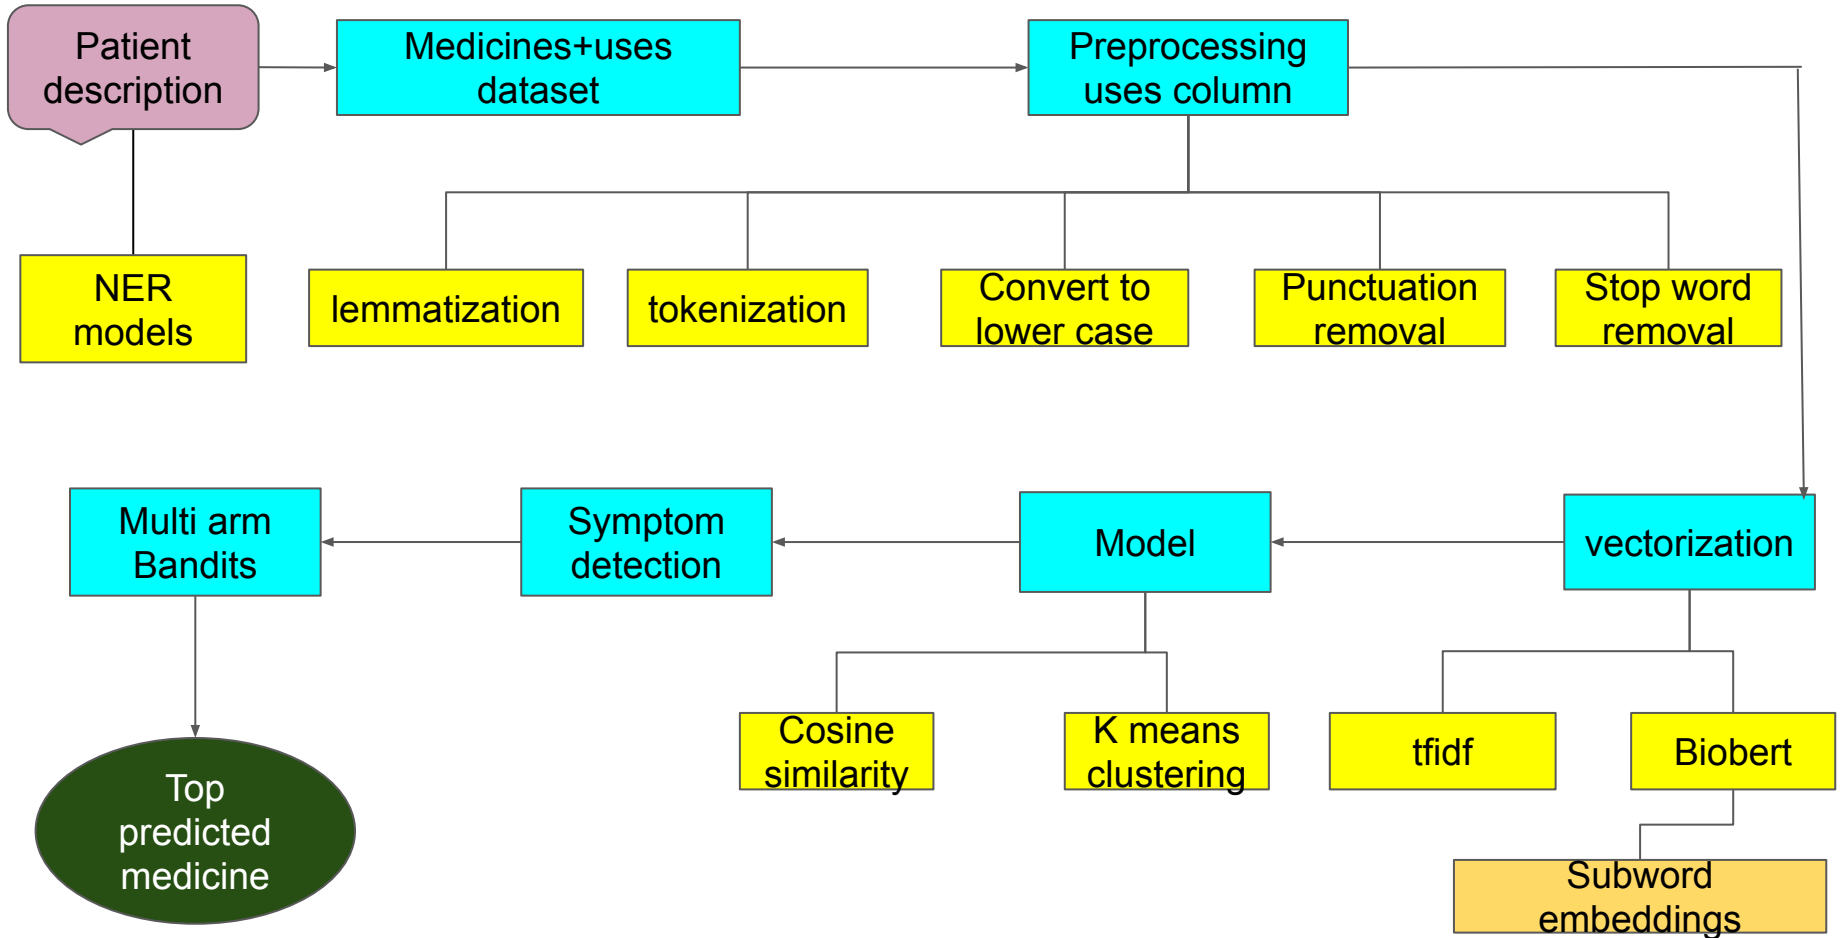 Patient
description
Medicines+uses
dataset
Preprocessing
uses column
NER
models
lemmatization
tokenization
Convert to
lower case
Punctuation
removal
Stop word
removal
Multi arm
Bandits
Symptom
detection
Model
vectorization
Cosine
similarity
K means
clustering
tfidf
Biobert
Top
predicted
medicine
Subword
embeddings